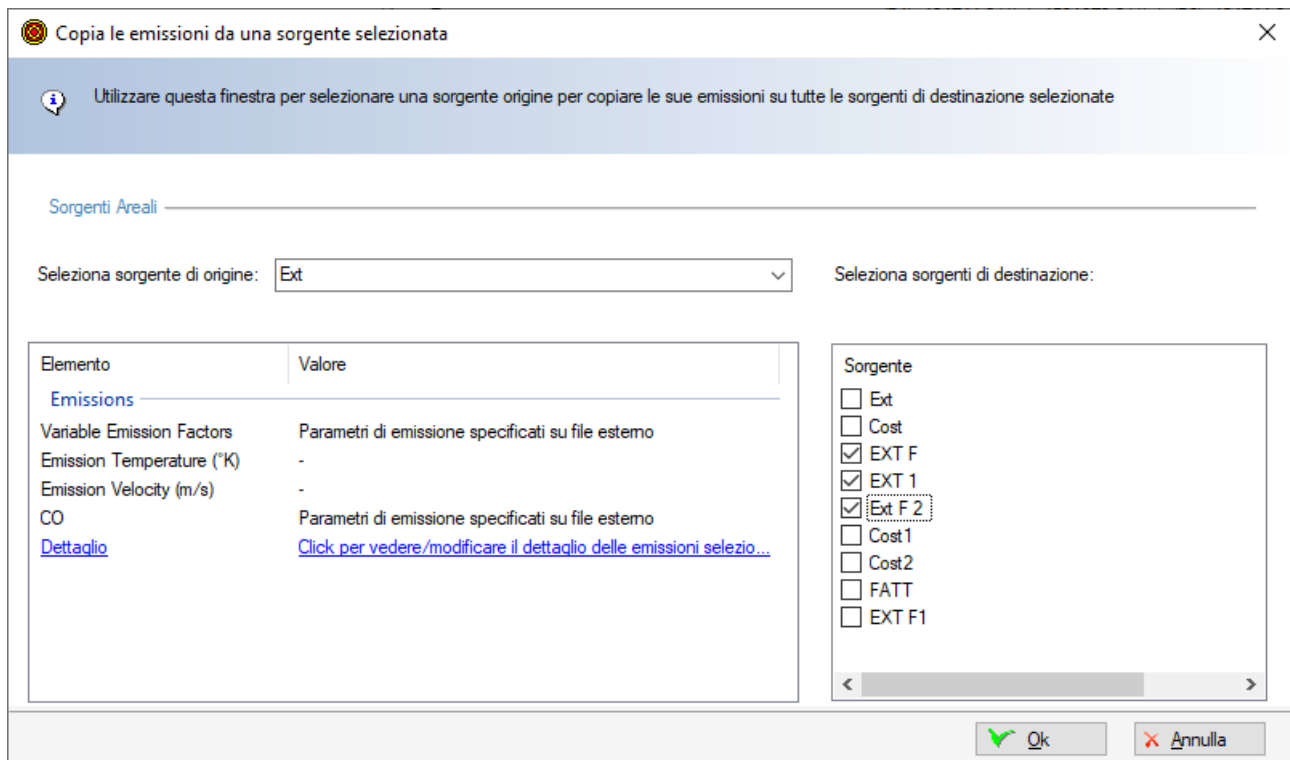 Copia le emissioni da una sorgente selezionata
Utilizzare questa finestra per selezionare una sorgente origine per copiare le sue emissioni su tutte le sorgenti di destinazione selezionate
Sorgenti Areali
Seleziona sorgente di origine: Ext
Seleziona sorgenti di destinazione:
Elemento Valore
Emissions
Variable Emission Factors Parametri di emissione specificati su file esterno
Emission Temperature (°K) -
Emission Velocity (m/s) -
CO Parametri di emissione specificati su file esterno
Dettaglio Click per vedere/modificare il dettaglio delle emissioni selezio...
Sorgente
Ext
Cost
EXT F
EXT 1
Ext F 2
Cost1
Cost2
FATT
EXT F1
Ok Annulla